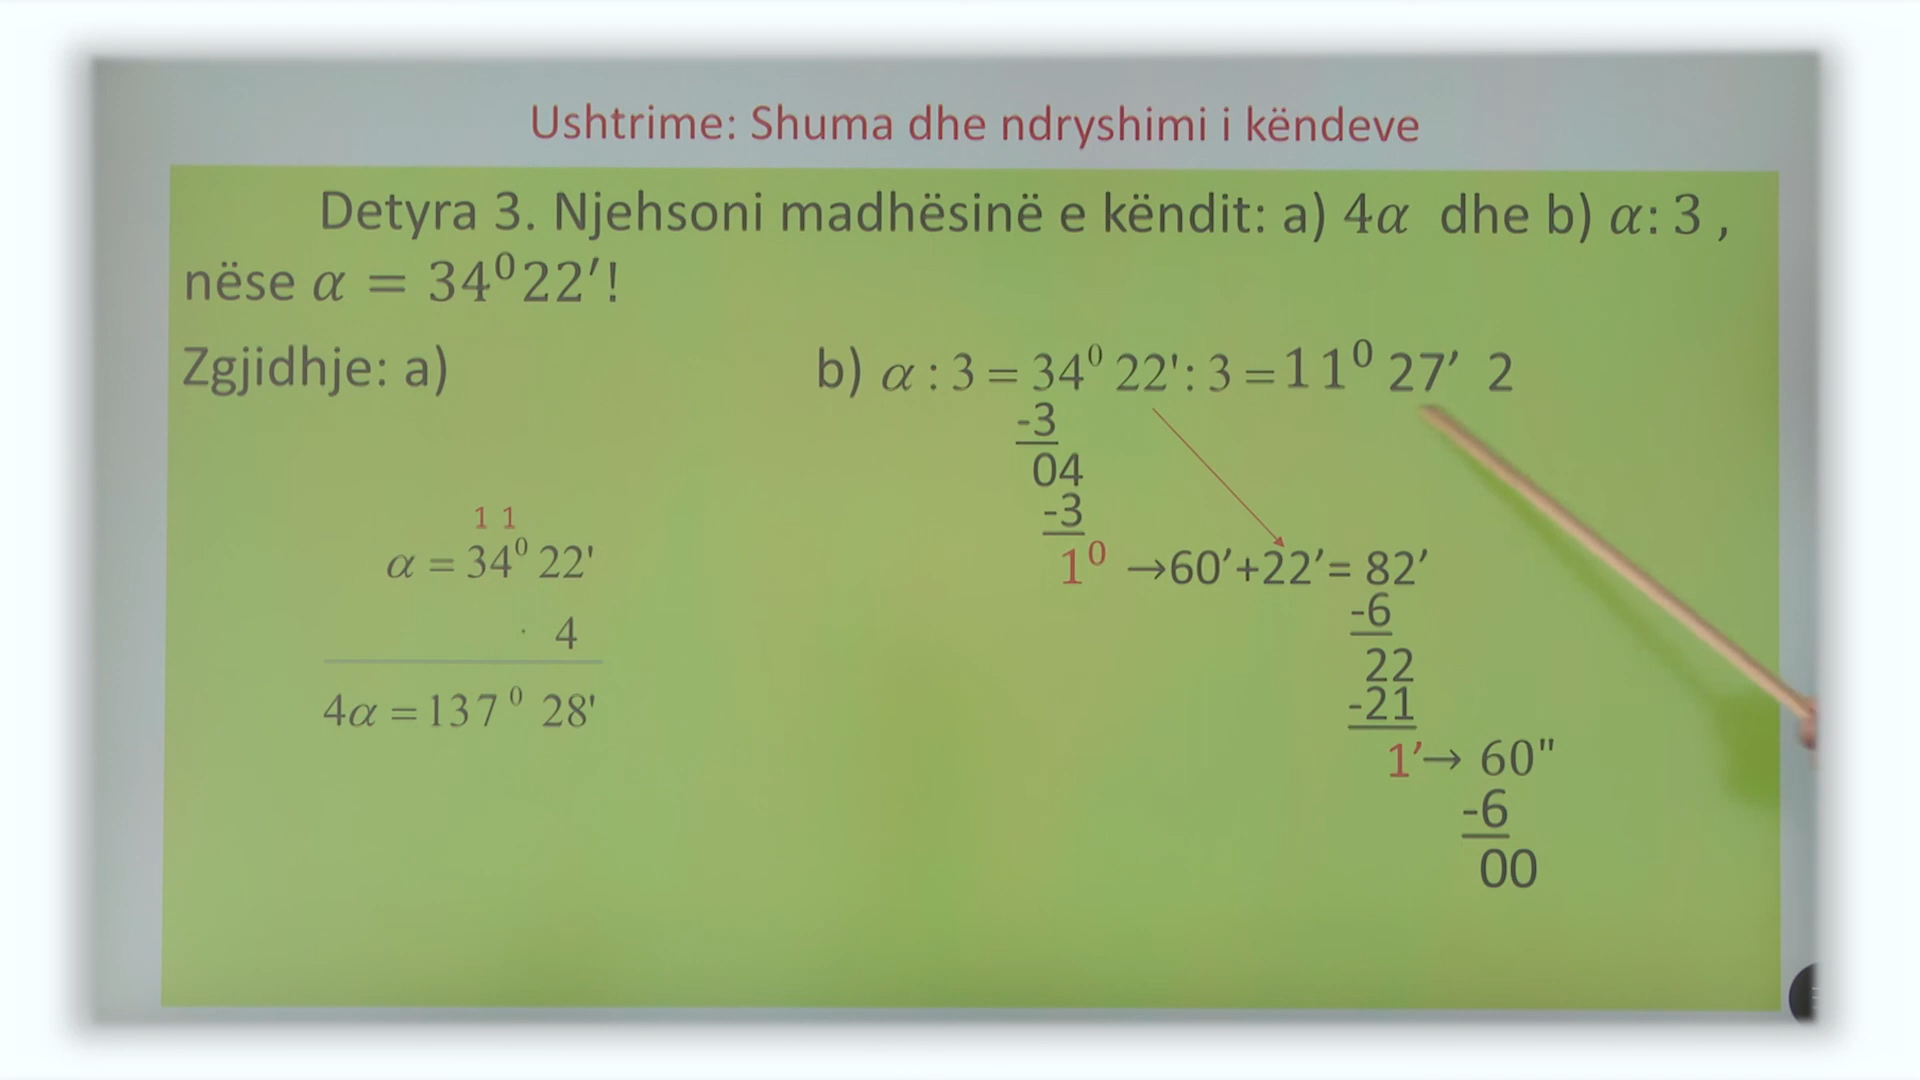 Ushtrime: Shuma dhe ndryshimi i këndeve
Detyra 3. Njehsoni madhësinë e këndit: a) 4α dhe b) α: 3 ,
nëse α = 34⁰22′!
Zgjidhje: a)
1 1
α = 34⁰ 22'
· 4
4α = 137⁰ 28'
b) α : 3 = 34⁰ 22': 3 = 11⁰ 27′ 2
-3
04
-3
1⁰ →60′+22′= 82′
-6
22
-21
1′→ 60"
-6
00